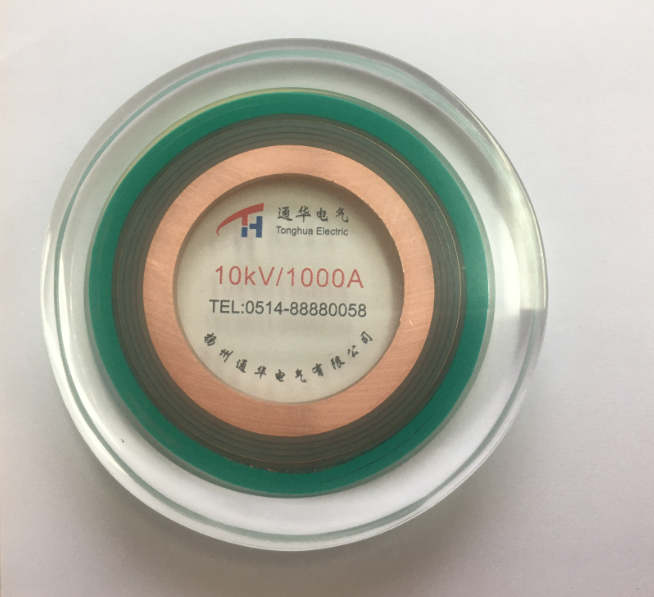 通华电气
Tonghua Electric
10kV/1000A
TEL:0514-88880058
扬州通华电气有限公司